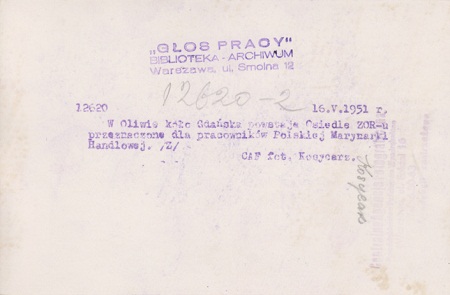 „GŁOS PRACY"
BIBLIOTEKA - ARCHIWUM
Warszawa, ul. Smolna 12
12620-2
12620 16.V.1951 r.
W Oliwie koło Gdańska powstaje Osiedle ZOR-u
przeznaczone dla pracowników Polskiej Marynarki
Handlowej. /Z/
CAF fot. Kosycarz.
Kosycarz